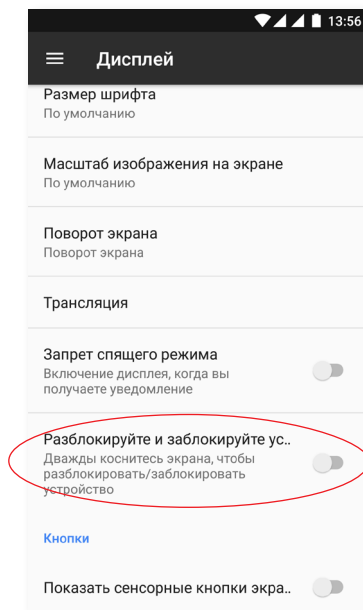 13:56
Дисплей
Размер шрифта
По умолчанию
Масштаб изображения на экране
По умолчанию
Поворот экрана
Поворот экрана
Трансляция
Запрет спящего режима
Включение дисплея, когда вы
получаете уведомление
Разблокируйте и заблокируйте ус..
Дважды коснитесь экрана, чтобы
разблокировать/заблокировать
устройство
Кнопки
Показать сенсорные кнопки экра..